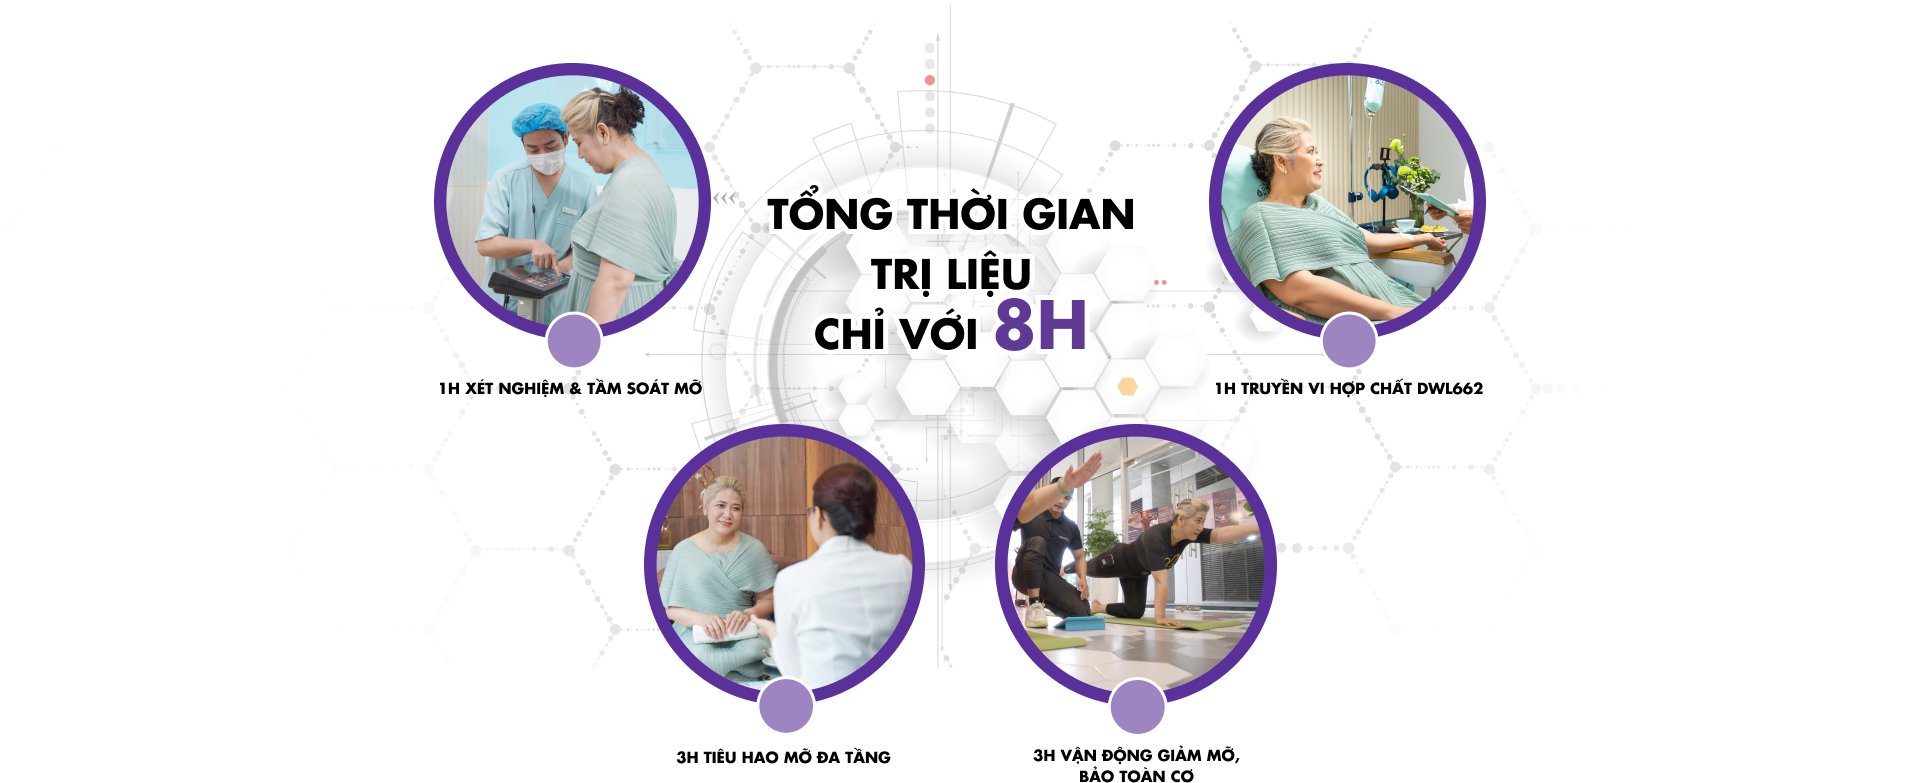 TỔNG THỜI GIAN
TRỊ LIỆU
CHỈ VỚI 8H
1H XÉT NGHIỆM & TẦM SOÁT MỠ
1H TRUYỀN VI HỢP CHẤT DWL662
3H TIÊU HAO MỠ ĐA TẦNG
3H VẬN ĐỘNG GIẢM MỠ,
BẢO TOÀN CƠ